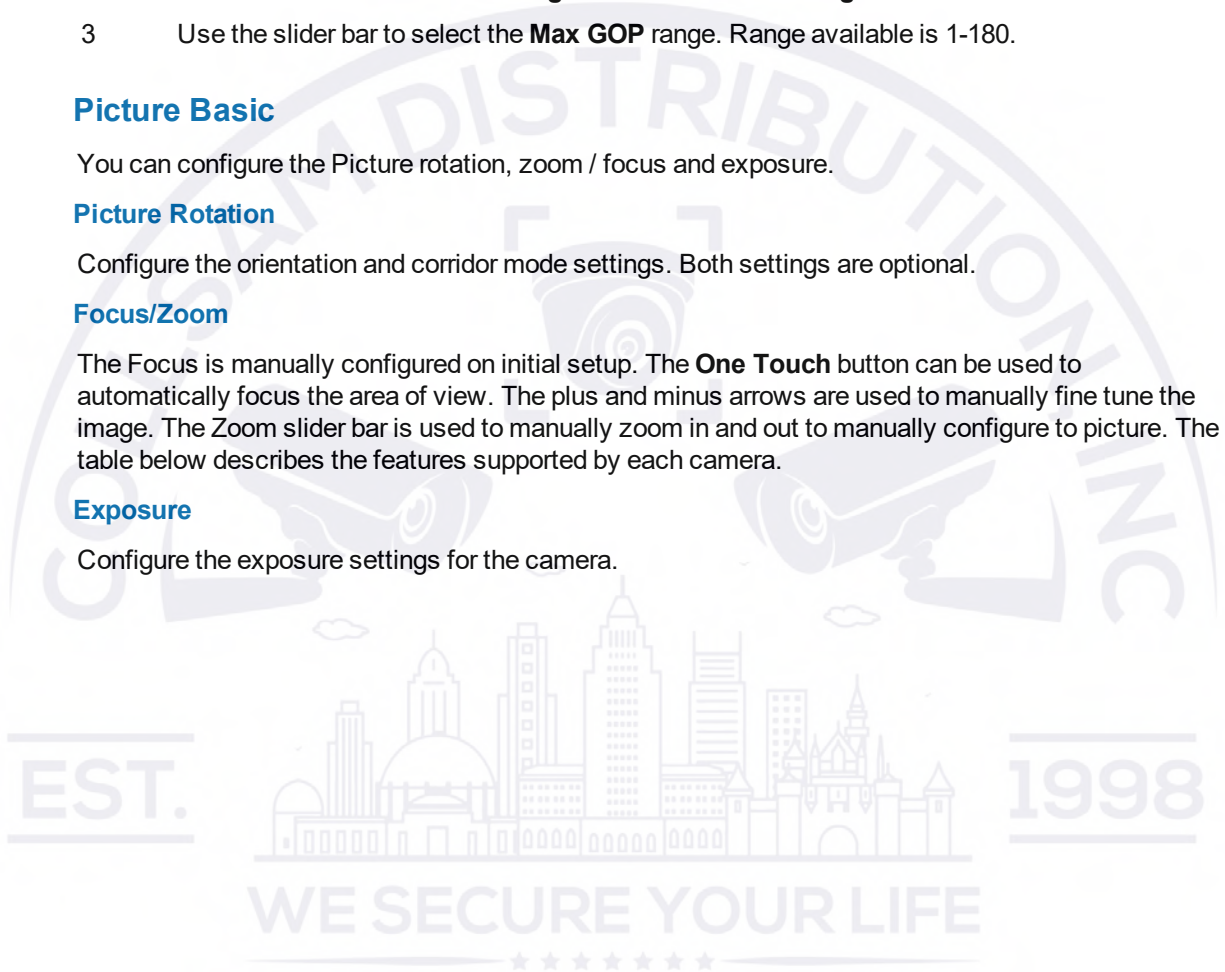 3 Use the slider bar to select the Max GOP range. Range available is 1-180.
Picture Basic
You can configure the Picture rotation, zoom / focus and exposure.
Picture Rotation
Configure the orientation and corridor mode settings. Both settings are optional.
Focus/Zoom
The Focus is manually configured on initial setup. The One Touch button can be used to
automatically focus the area of view. The plus and minus arrows are used to manually fine tune the
image. The Zoom slider bar is used to manually zoom in and out to manually configure to picture. The
table below describes the features supported by each camera.
Exposure
Configure the exposure settings for the camera.
DISTRIBUTION, INC
EST.
1998
WE SECURE YOUR LIFE